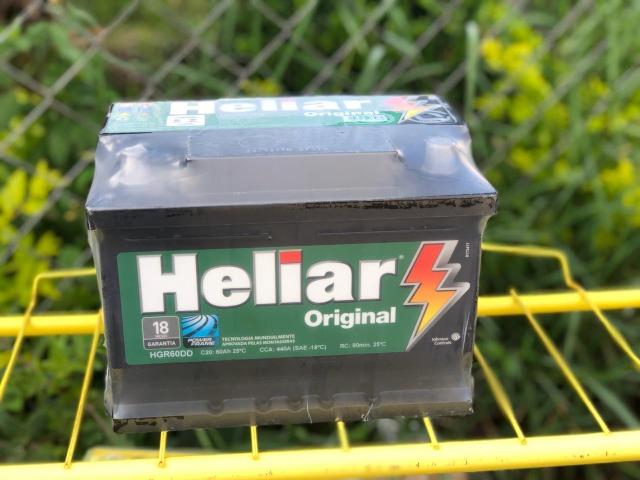 Heliar
Original
Heliar®
Original
18
MESES
GARANTIA
POWER
FRAME
TECNOLOGIA MUNDIALMENTE
APROVADA PELAS MONTADORAS
HGR60DD
C20: 60Ah 25°C
CCA: 440A (SAE -18°C)
RC: 90min. 25°C
Johnson
Controls